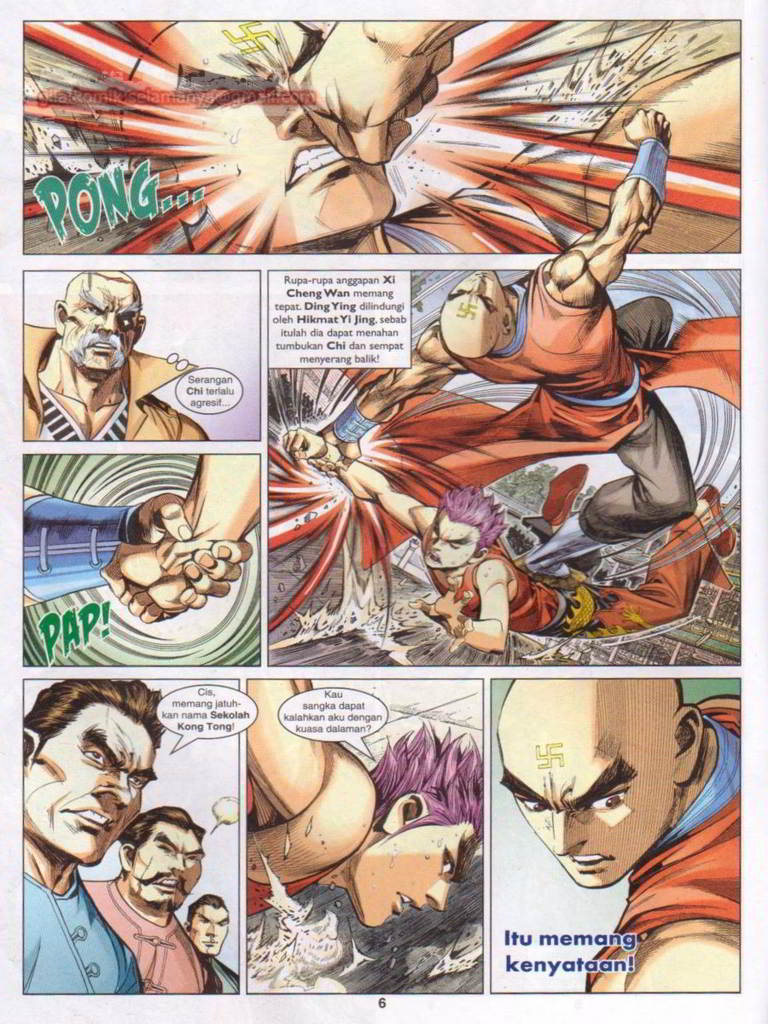 PONG...
Serangan
Chi terlalu
agresif...
Rupa-rupa anggapan Xi
Cheng Wan memang
tepat. Ding Ying dilindungi
oleh Hikmat Yi Jing, sebab
itulah dia dapat menahan
tumbukan Chi dan sempat
menyerang balik!
PAP!
Cis,
memang jatuh-
kan nama Sekolah
Kong Tong!
Kau
sangka dapat
kalahkan aku dengan
kuasa dalaman?
Itu memang
kenyataan!
6